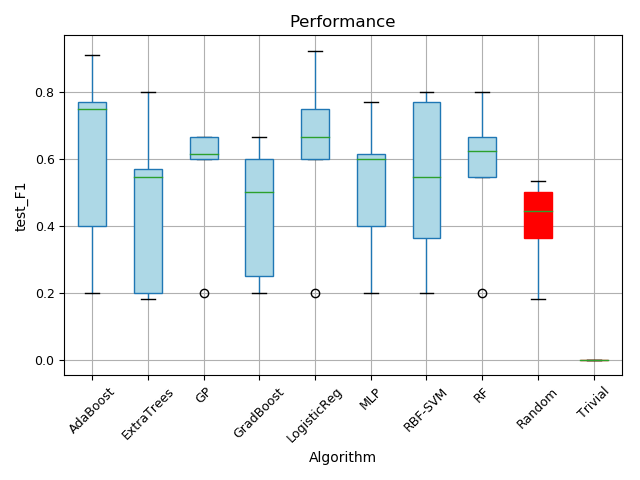 Performance
test_F1
0.8
0.6
0.4
0.2
0.0
AdaBoost
ExtraTrees
GP
GradBoost
LogisticReg
MLP
RBF-SVM
RF
Random
Trivial
Algorithm